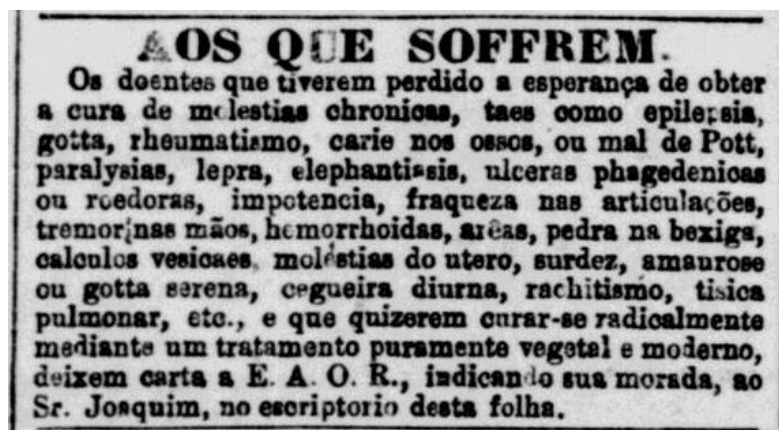 AOS QUE SOFFREM.
Os doentes que tiverem perdido a esperança de obter
a cura de molestias chronicas, taes como epilepsia,
gotta, rheumatismo, carie nos ossos, ou mal de Pott,
paralysias, lepra, elephantiasis, ulceras phagedenicas
ou roedoras, impotencia, fraqueza nas articulações,
tremor nas mãos, hemorrhoidas, arêas, pedra na bexiga,
calculos vesicaes, moléstias do utero, surdez, amaurose
ou gotta serena, cegueira diurna, rachitismo, tisica
pulmonar, etc., e que quizerem curar-se radicalmente
mediante um tratamento puramente vegetal e moderno,
deixem carta a E. A. O. R., indicando sua morada, ao
Sr. Joaquim, no escriptorio desta folha.